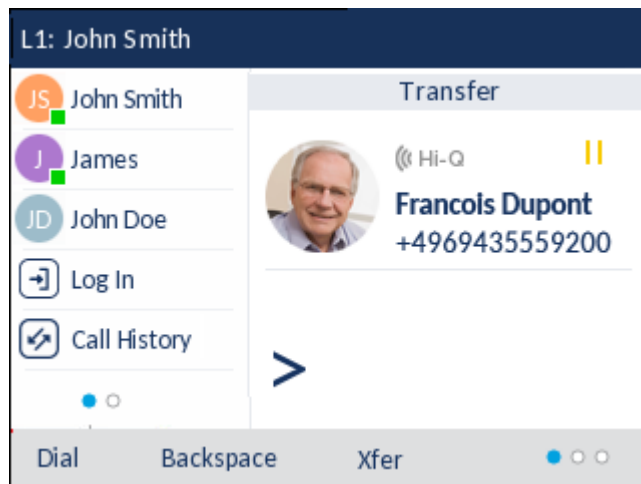 L1: John Smith
JS John Smith
J James
JD John Doe
Log In
Call History
Transfer
Hi-Q
Francois Dupont
+4969435559200
>
Dial Backspace Xfer